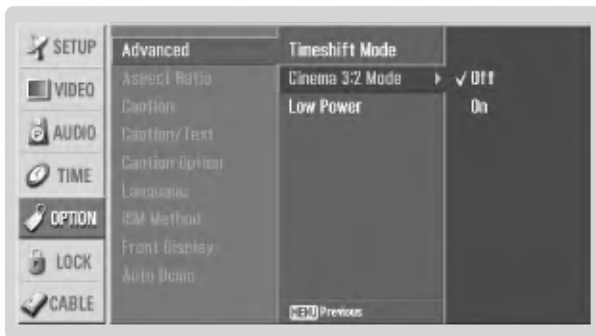 SETUP
VIDEO
AUDIO
TIME
OPTION
LOCK
CABLE
Advanced
Aspect Ratio
Caption
Caption/Text
Caption Option
Language
ISM Method
Front Display
Auto Demo
Timeshift Mode
Cinema 3:2 Mode
Low Power
MENU Previous
✓ Off
On